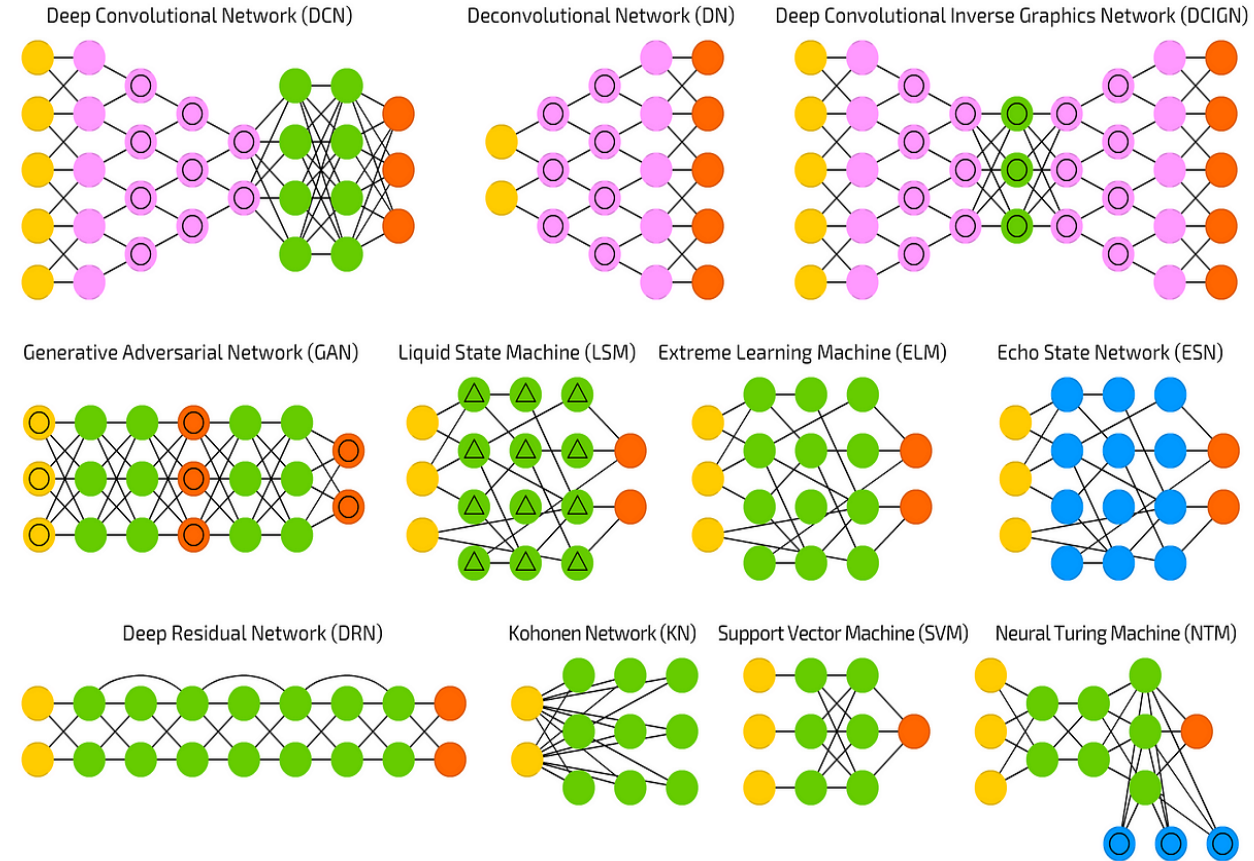 Deep Convolutional Network (DCN)
Deconvolutional Network (DN)
Deep Convolutional Inverse Graphics Network (DCIGN)
Generative Adversarial Network (GAN)
Liquid State Machine (LSM)
Extreme Learning Machine (ELM)
Echo State Network (ESN)
Deep Residual Network (DRN)
Kohonen Network (KN)
Support Vector Machine (SVM)
Neural Turing Machine (NTM)